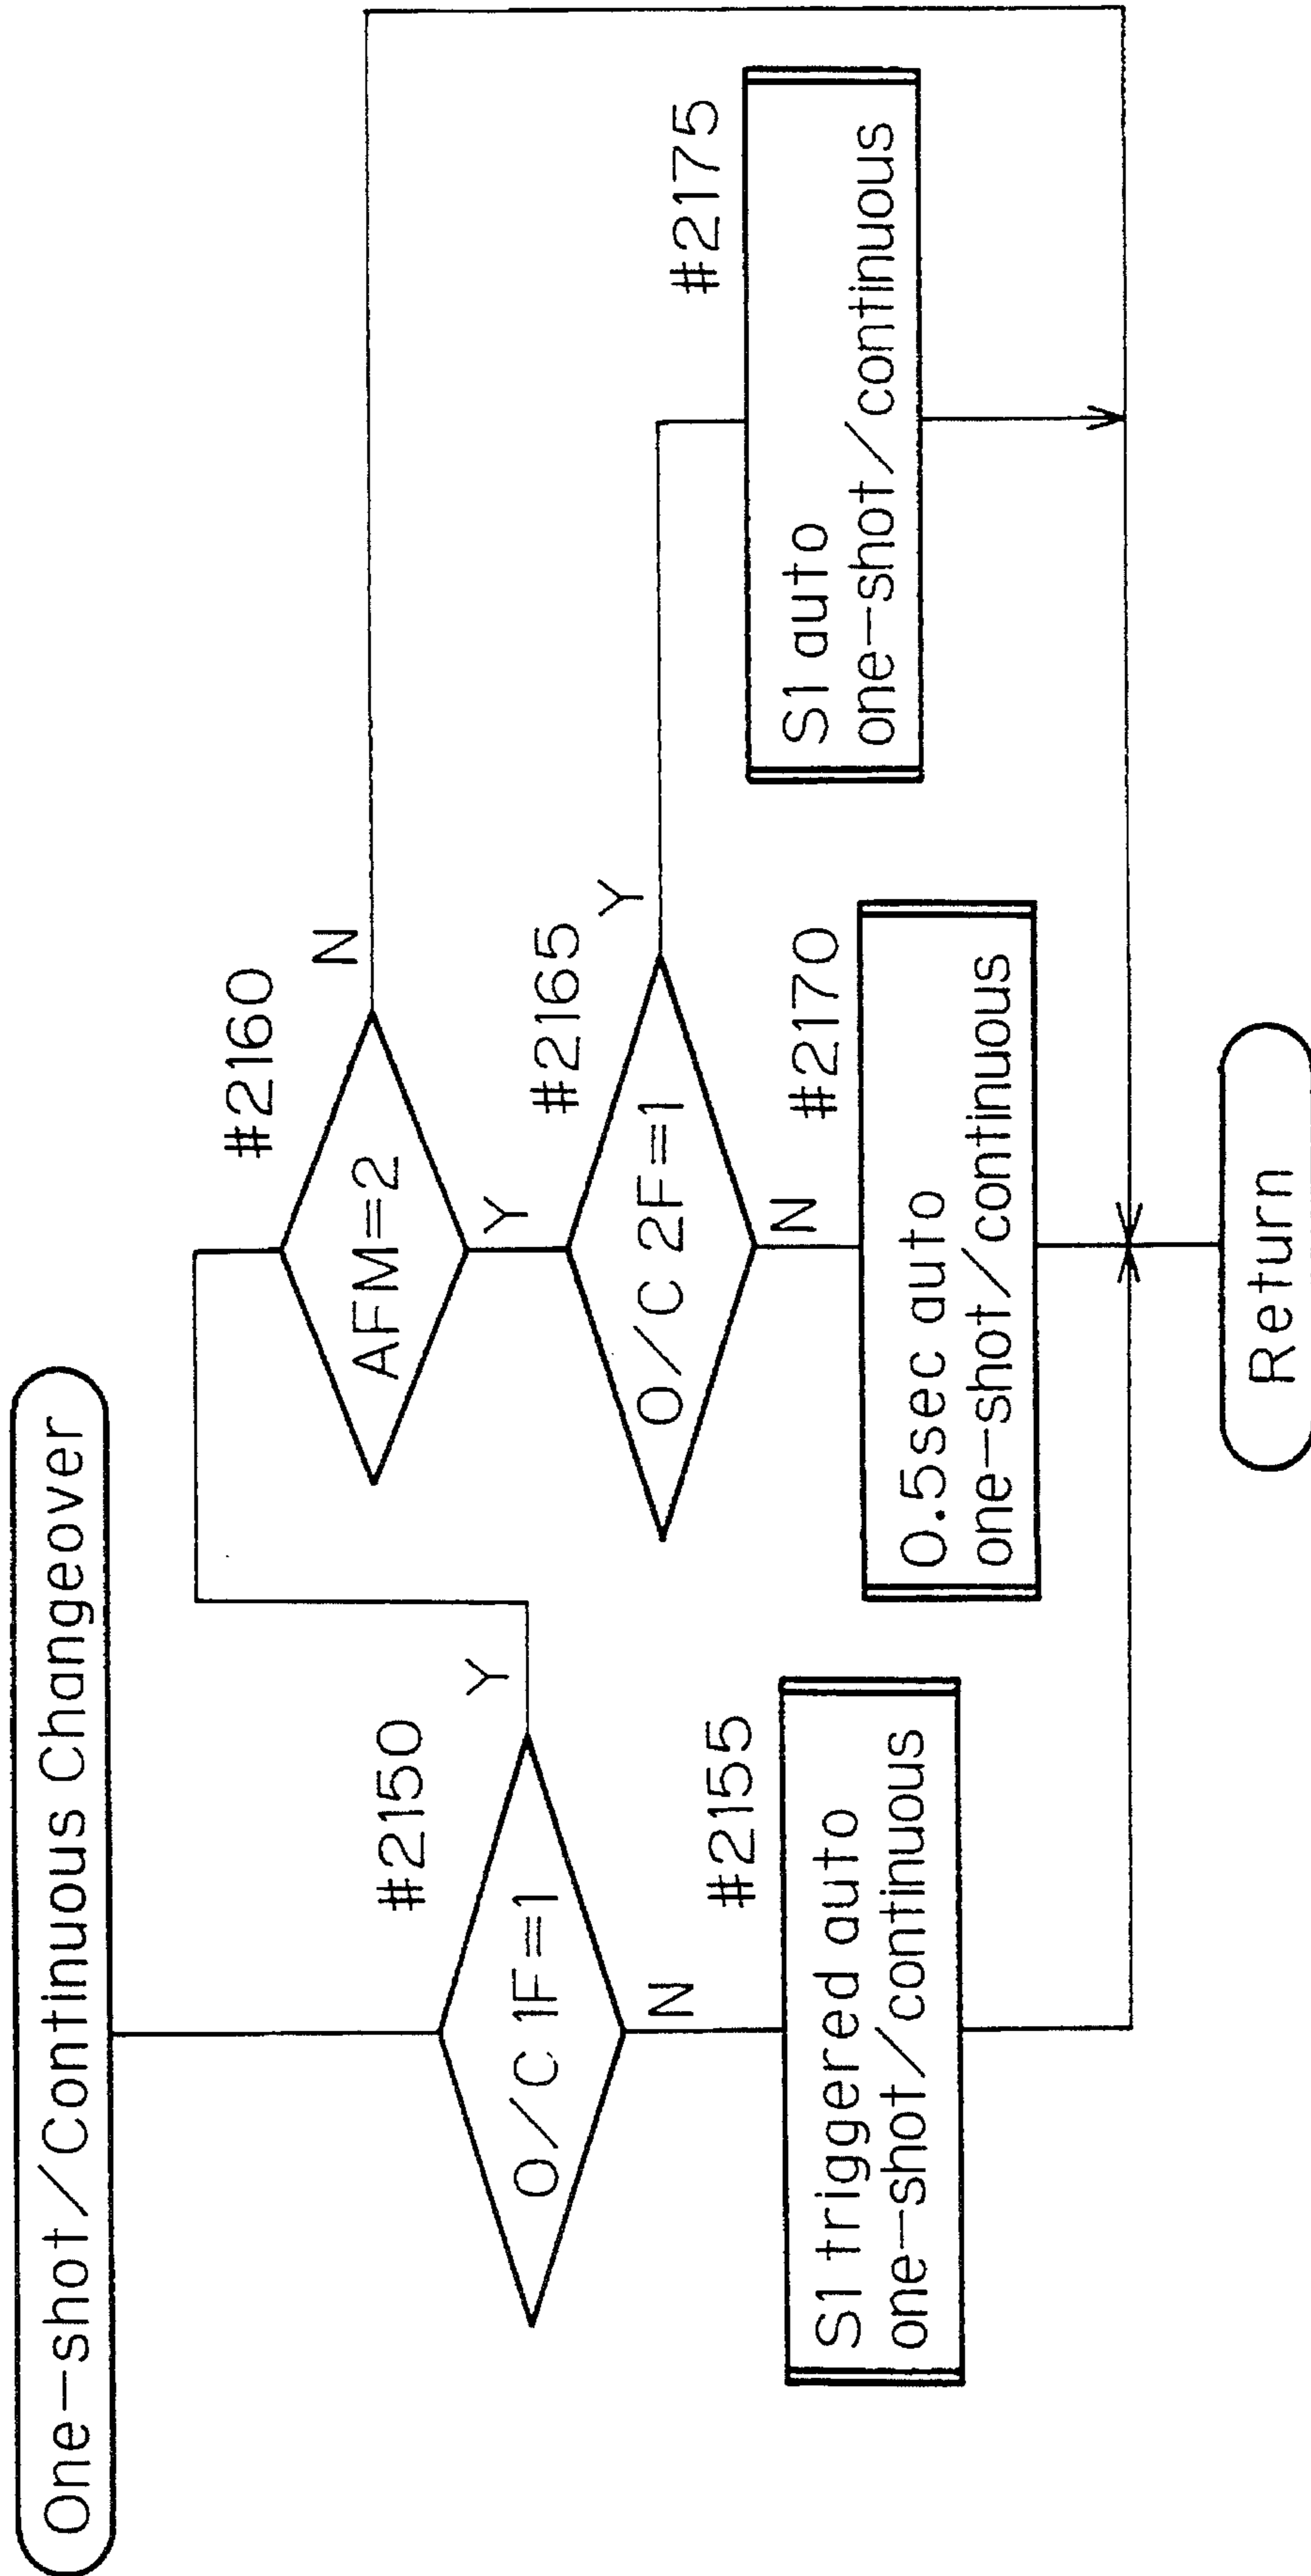 One-shot/Continuous Changeover
#2150
O/C 1F=1
Y
N
#2155
S1 triggered auto
one-shot/continuous
#2160
AFM=2
N
Y
#2165
O/C 2F=1
Y
N
#2170
0.5sec auto
one-shot/continuous
#2175
S1 auto
one-shot/continuous
Return